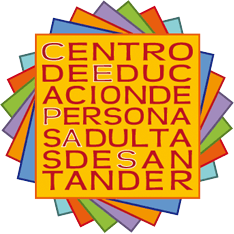 CENTRO
DEEDUC
ACIONDE
PERSONA
SADULTA
SDESAN
TANDER